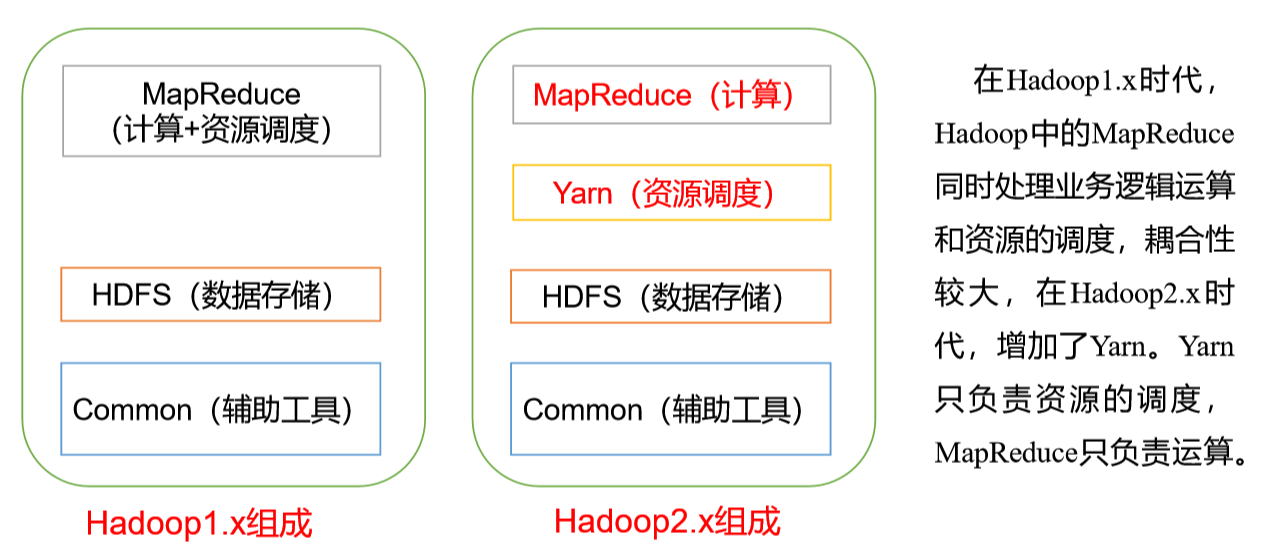 MapReduce
（计算+资源调度）
HDFS（数据存储）
Common（辅助工具）
Hadoop1.x组成
MapReduce（计算）
Yarn（资源调度）
HDFS（数据存储）
Common（辅助工具）
Hadoop2.x组成
在Hadoop1.x时代，
Hadoop中的MapReduce
同时处理业务逻辑运算
和资源的调度，耦合性
较大，在Hadoop2.x时
代，增加了Yarn。Yarn
只负责资源的调度，
MapReduce只负责运算。